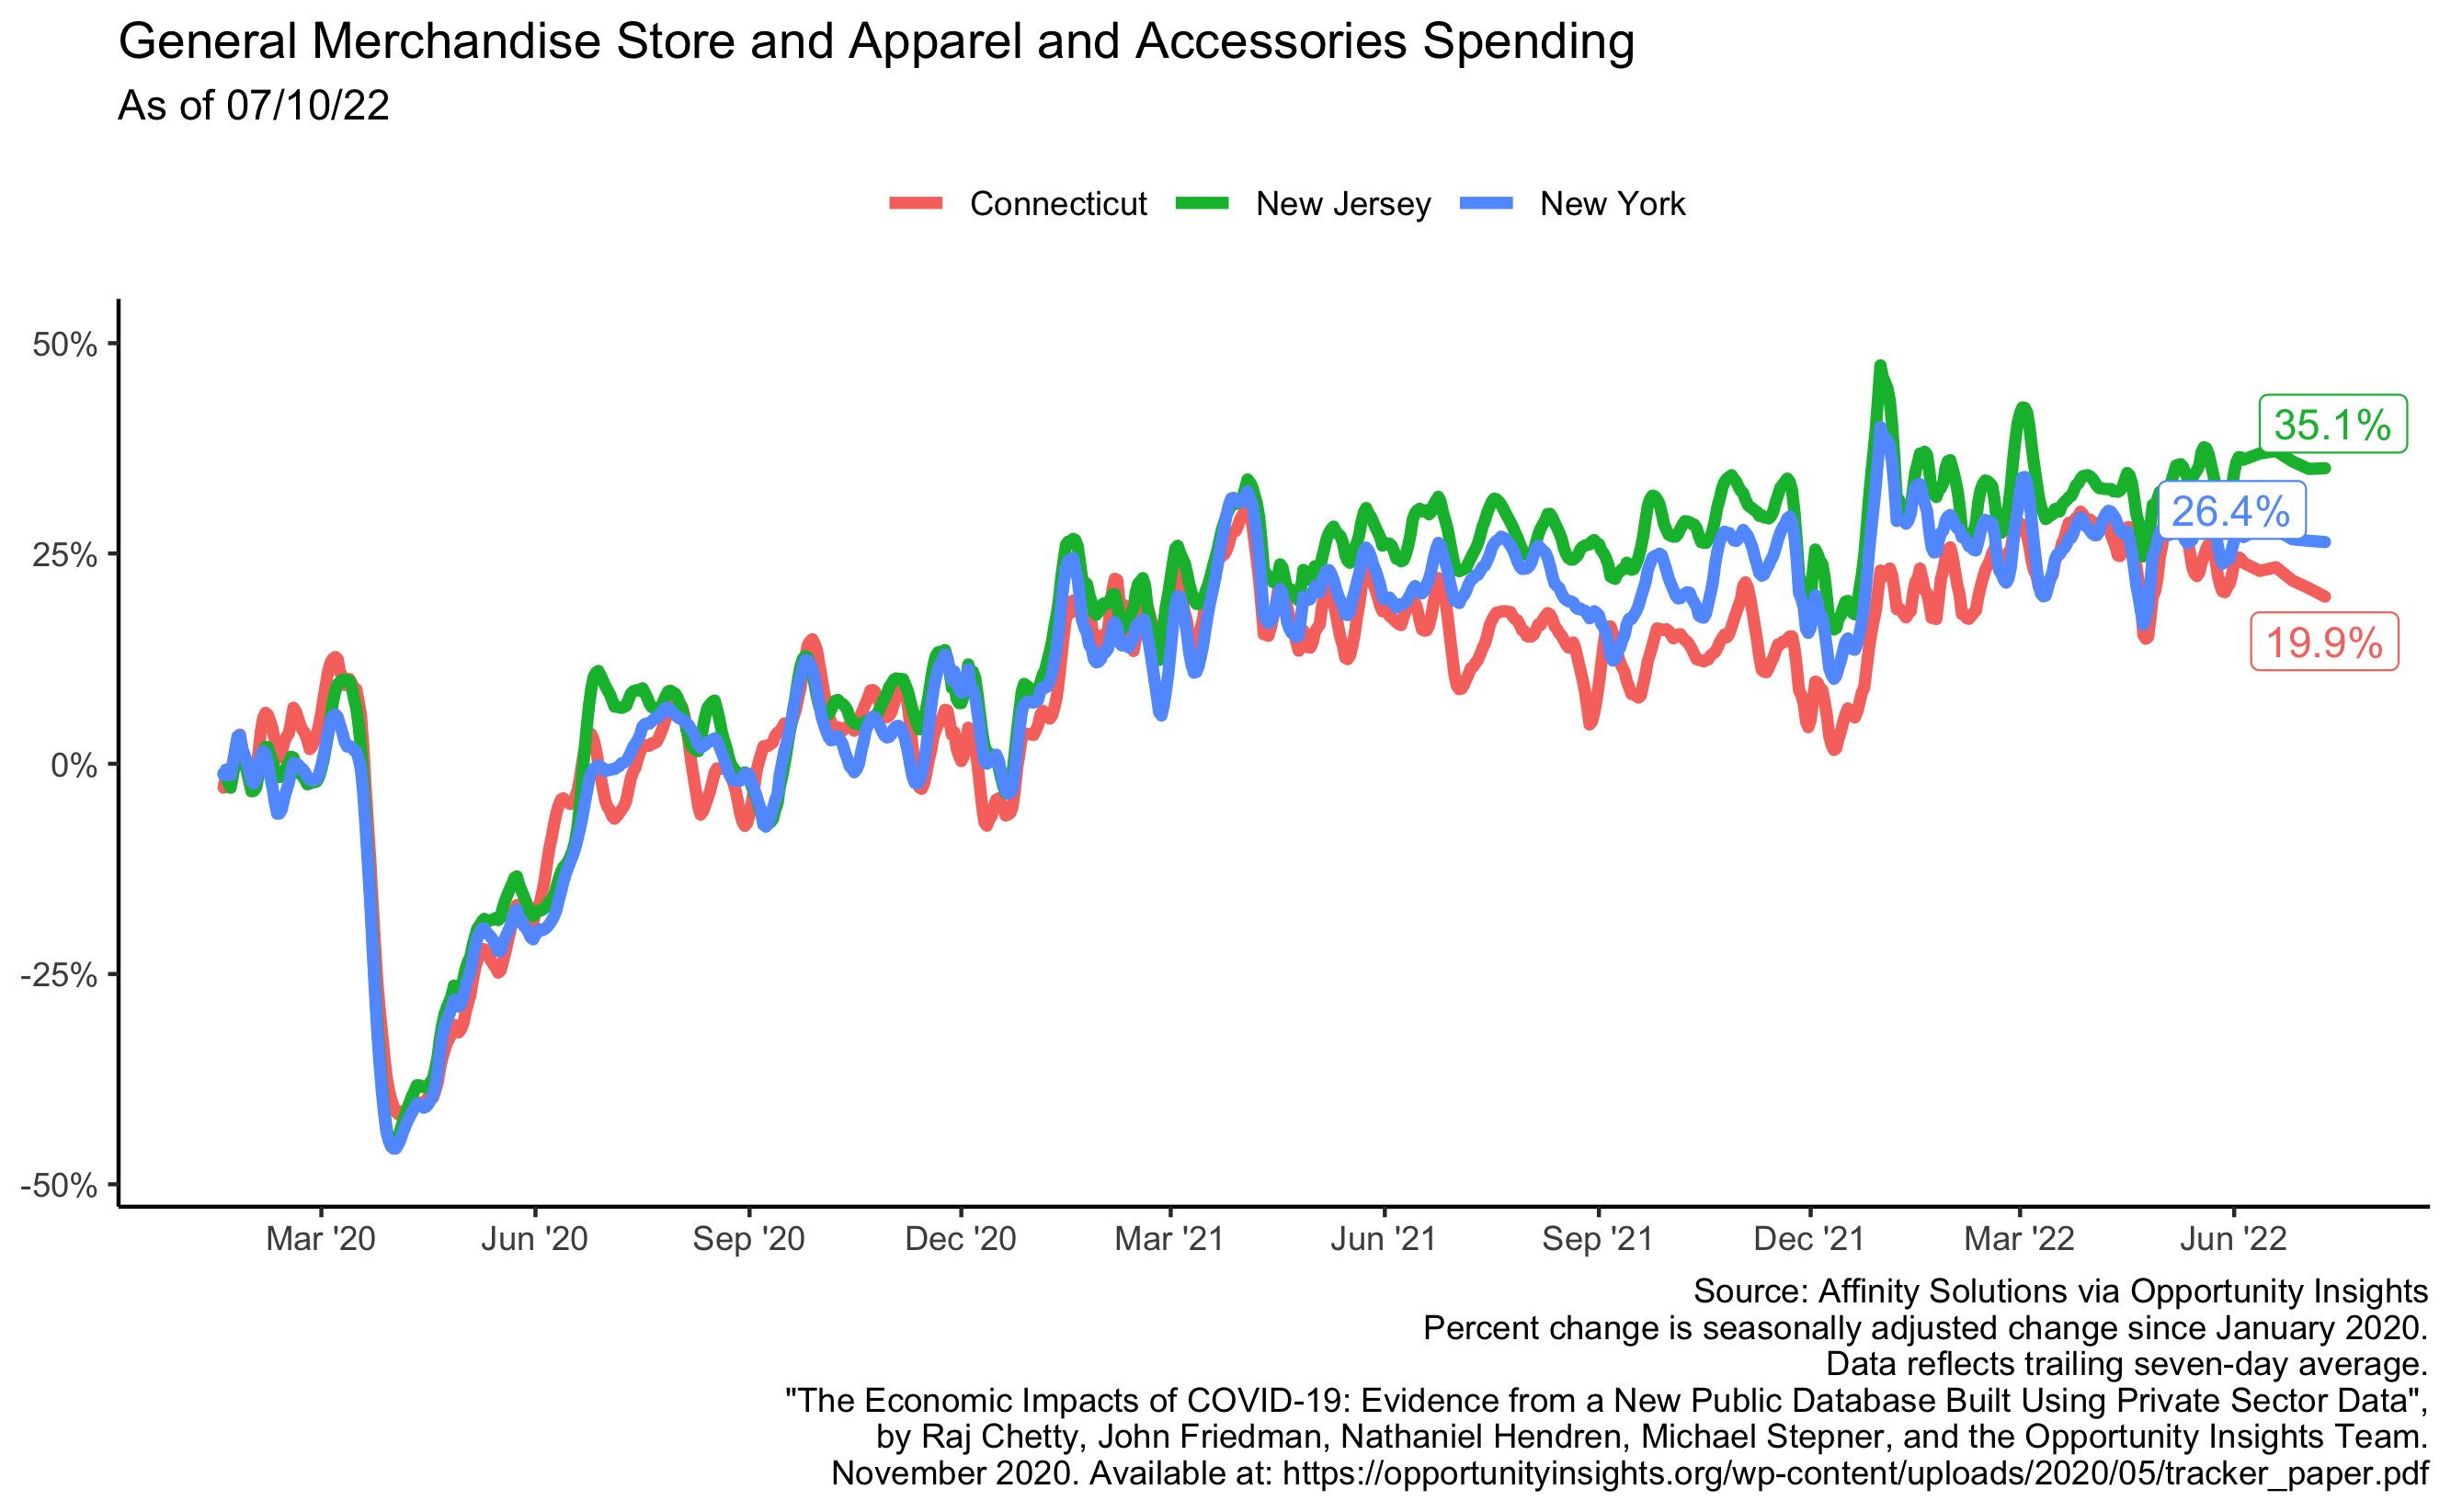 General Merchandise Store and Apparel and Accessories Spending
As of 07/10/22
Connecticut New Jersey New York
50%
25%
0%
-25%
-50%
35.1%
26.4%
19.9%
Mar '20 Jun '20 Sep '20 Dec '20 Mar '21 Jun '21 Sep '21 Dec '21 Mar '22 Jun '22
Source: Affinity Solutions via Opportunity Insights
Percent change is seasonally adjusted change since January 2020.
Data reflects trailing seven-day average.
"The Economic Impacts of COVID-19: Evidence from a New Public Database Built Using Private Sector Data",
by Raj Chetty, John Friedman, Nathaniel Hendren, Michael Stepner, and the Opportunity Insights Team.
November 2020. Available at: https://opportunityinsights.org/wp-content/uploads/2020/05/tracker_paper.pdf